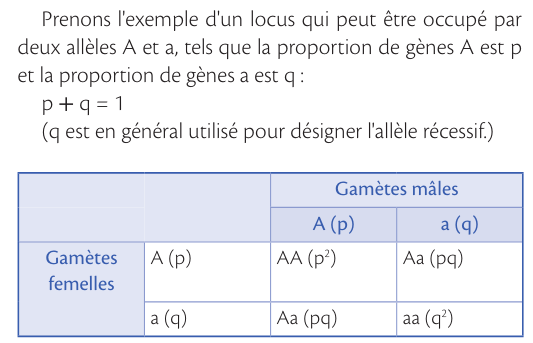 Prenons l'exemple d'un locus qui peut être occupé par
deux allèles A et a, tels que la proportion de gènes A est p
et la proportion de gènes a est q :
p + q = 1
(q est en général utilisé pour désigner l'allèle récessif.)
Gamètes mâles
A (p) a (q)
Gamètes
femelles
A (p) AA (p²) Aa (pq)
a (q) Aa (pq) aa (q²)